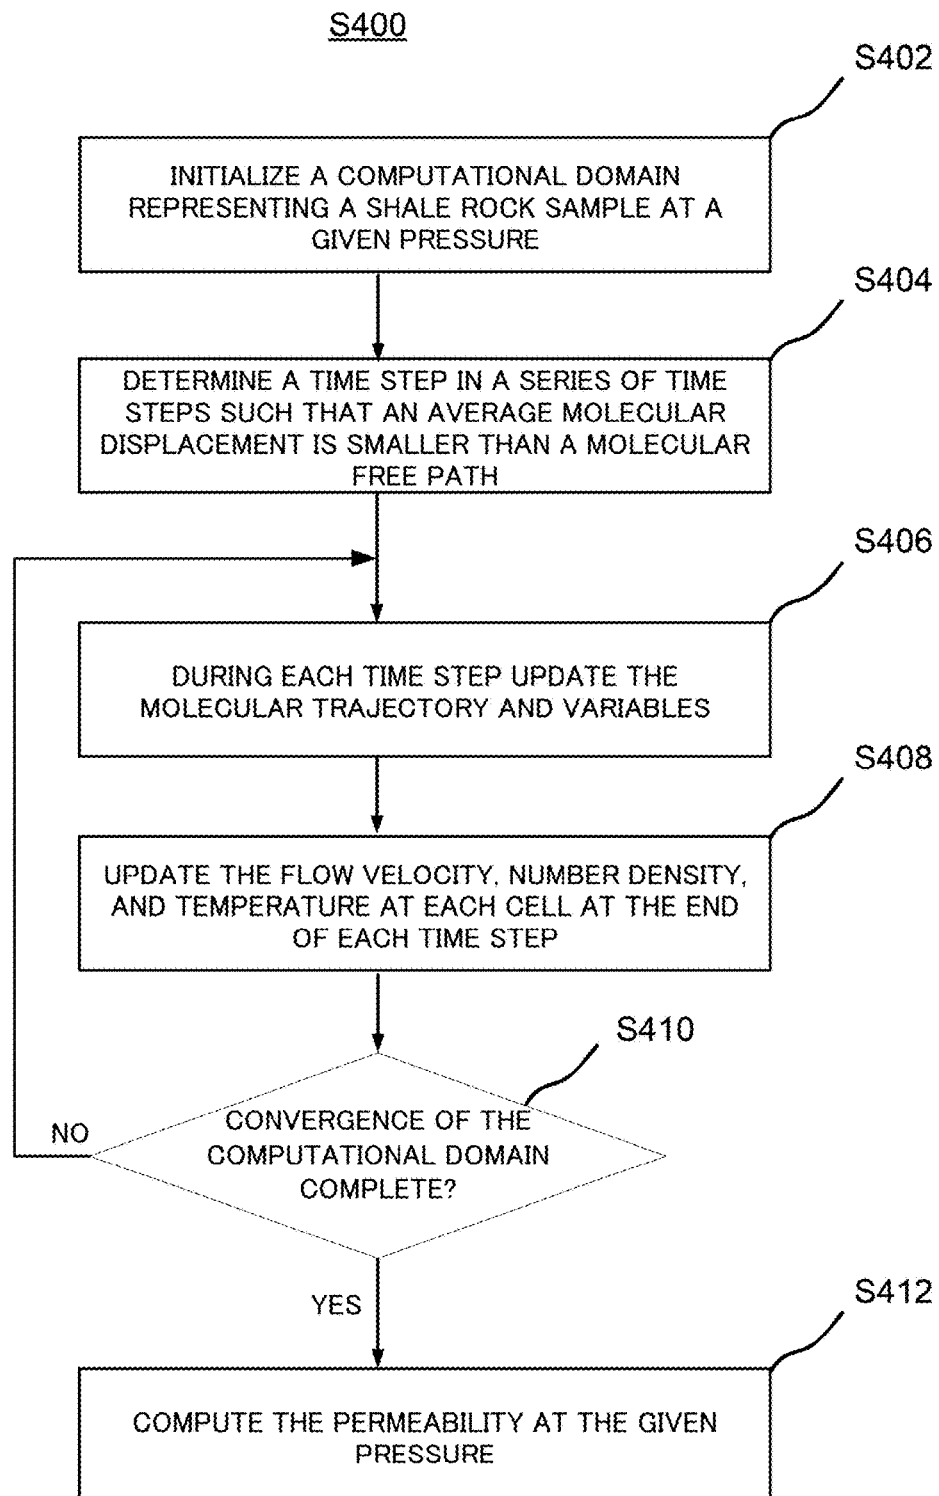 S400
S402
INITIALIZE A COMPUTATIONAL DOMAIN
REPRESENTING A SHALE ROCK SAMPLE AT A
GIVEN PRESSURE
S404
DETERMINE A TIME STEP IN A SERIES OF TIME
STEPS SUCH THAT AN AVERAGE MOLECULAR
DISPLACEMENT IS SMALLER THAN A MOLECULAR
FREE PATH
S406
DURING EACH TIME STEP UPDATE THE
MOLECULAR TRAJECTORY AND VARIABLES
S408
UPDATE THE FLOW VELOCITY, NUMBER DENSITY,
AND TEMPERATURE AT EACH CELL AT THE END
OF EACH TIME STEP
S410
CONVERGENCE OF THE
COMPUTATIONAL DOMAIN
COMPLETE?
NO
YES
S412
COMPUTE THE PERMEABILITY AT THE GIVEN
PRESSURE